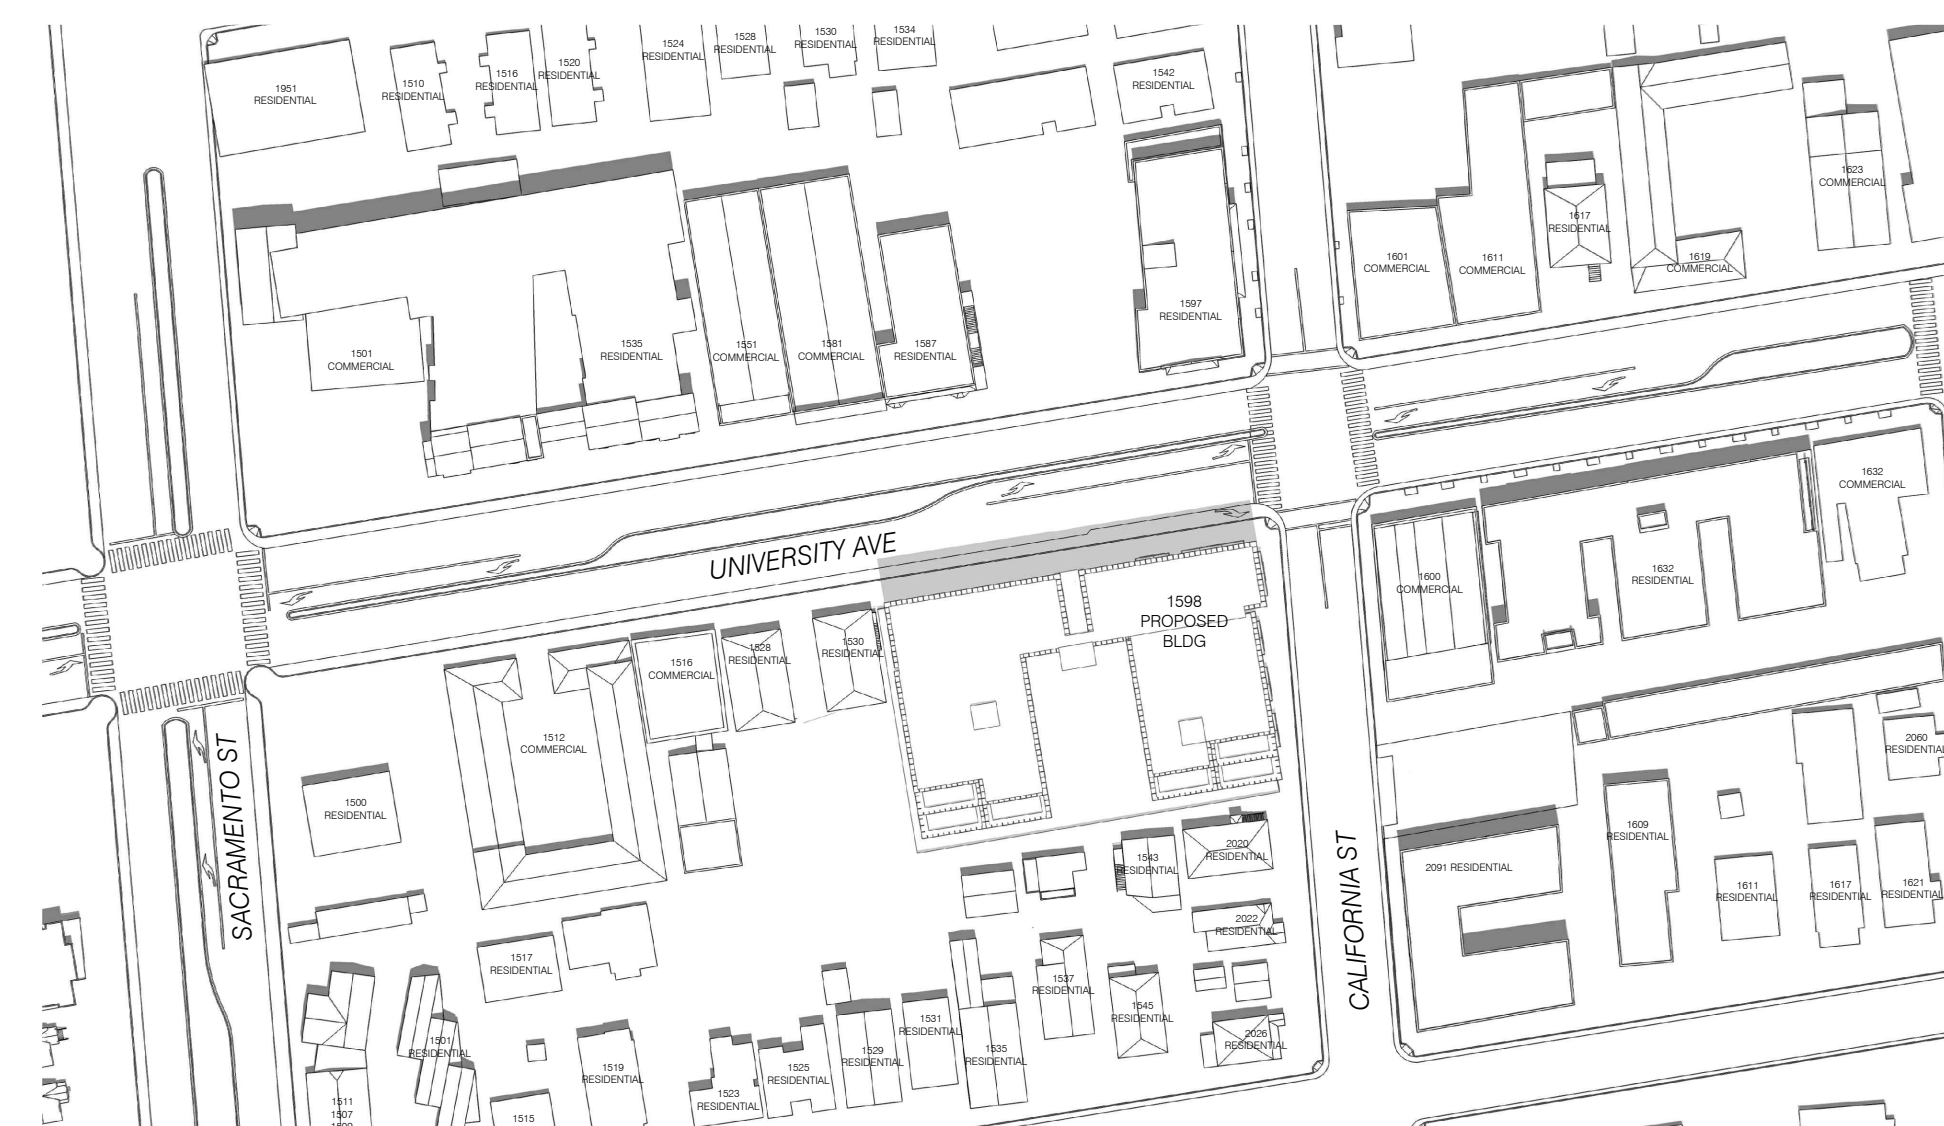 1951
RESIDENTIAL
1510
RESIDENTIAL
1516
RESIDENTIAL
1520
RESIDENTIAL
1524
RESIDENTIAL
1528
RESIDENTIAL
1530
RESIDENTIAL
1534
RESIDENTIAL
1542
RESIDENTIAL
1501
COMMERCIAL
1535
RESIDENTIAL
1551
COMMERCIAL
1581
COMMERCIAL
1587
RESIDENTIAL
1597
RESIDENTIAL
1601
COMMERCIAL
1611
COMMERCIAL
1617
RESIDENTIAL
1619
COMMERCIAL
1623
COMMERCIAL
UNIVERSITY AVE
1512
COMMERCIAL
1516
COMMERCIAL
1528
RESIDENTIAL
1530
RESIDENTIAL
1598
PROPOSED
BLDG
1600
COMMERCIAL
1632
RESIDENTIAL
1632
COMMERCIAL
SACRAMENTO ST
1500
RESIDENTIAL
1543
RESIDENTIAL
2020
RESIDENTIAL
2022
RESIDENTIAL
CALIFORNIA ST
2091 RESIDENTIAL
1609
RESIDENTIAL
2060
RESIDENTIAL
1611
RESIDENTIAL
1617
RESIDENTIAL
1621
RESIDENTIAL
1517
RESIDENTIAL
1537
RESIDENTIAL
1545
RESIDENTIAL
2026
RESIDENTIAL
1501
RESIDENTIAL
1519
RESIDENTIAL
1523
RESIDENTIAL
1525
RESIDENTIAL
1529
RESIDENTIAL
1531
RESIDENTIAL
1535
RESIDENTIAL
1511
1507
1515